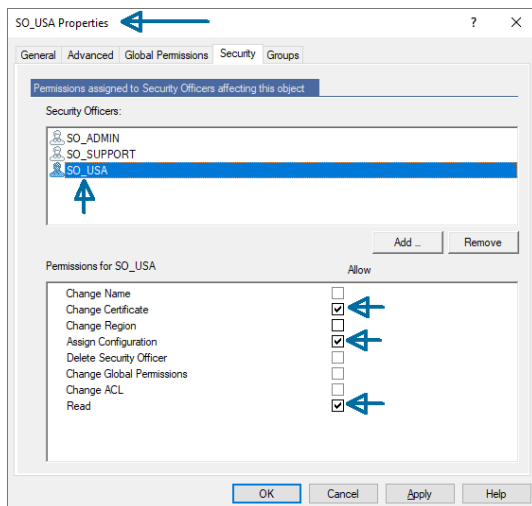 SO_USA Properties
General Advanced Global Permissions Security Groups
Permissions assigned to Security Officers affecting this object
Security Officers:
SO_ADMIN
SO_SUPPORT
SO_USA
Add ... Remove
Permissions for SO_USA Allow
Change Name
Change Certificate
Change Region
Assign Configuration
Delete Security Officer
Change Global Permissions
Change ACL
Read
OK Cancel Apply Help